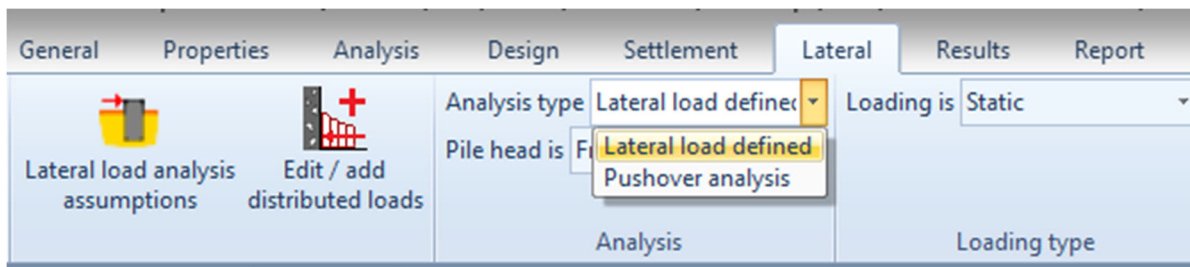 General Properties Analysis Design Settlement Lateral Results Report
Lateral load analysis
assumptions
Edit / add
distributed loads
Analysis type Lateral load define
Pile head is
Lateral load defined
Pushover analysis
Analysis
Loading is Static
Loading type